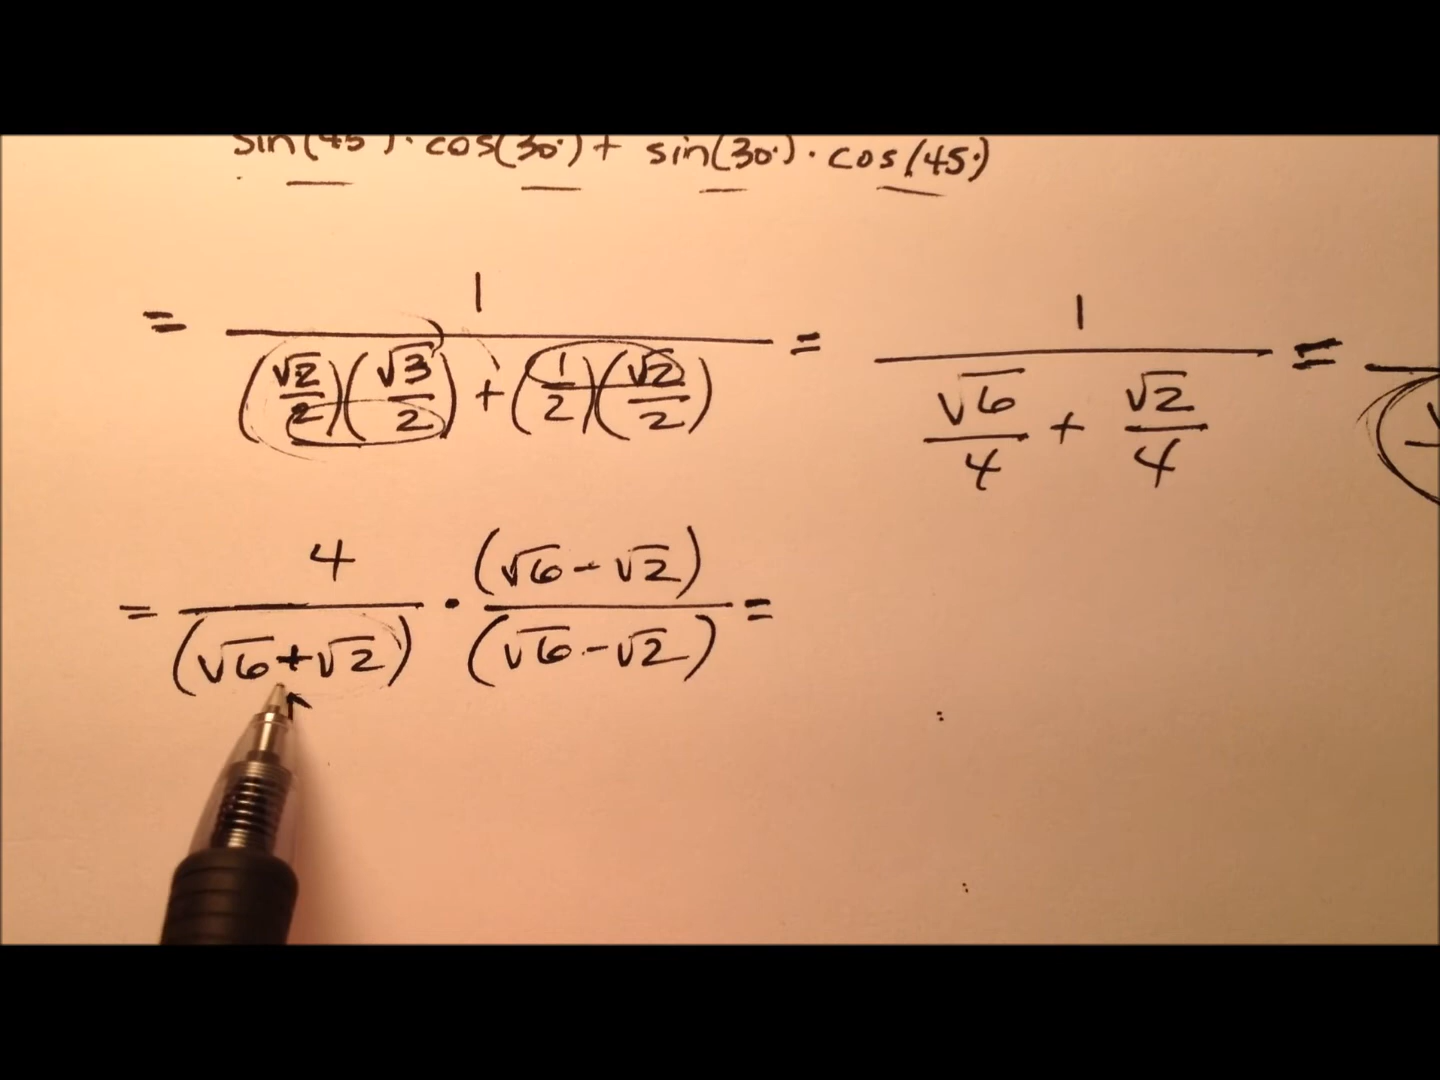 sin(45°)·cos(30°)+ sin(30°)·cos(45°)
= 1/((√2/2)(√3/2)+(1/2)(√2/2)) = 1/(√6/4+√2/4) =
= 4/(√6+√2) · (√6-√2)/(√6-√2) =